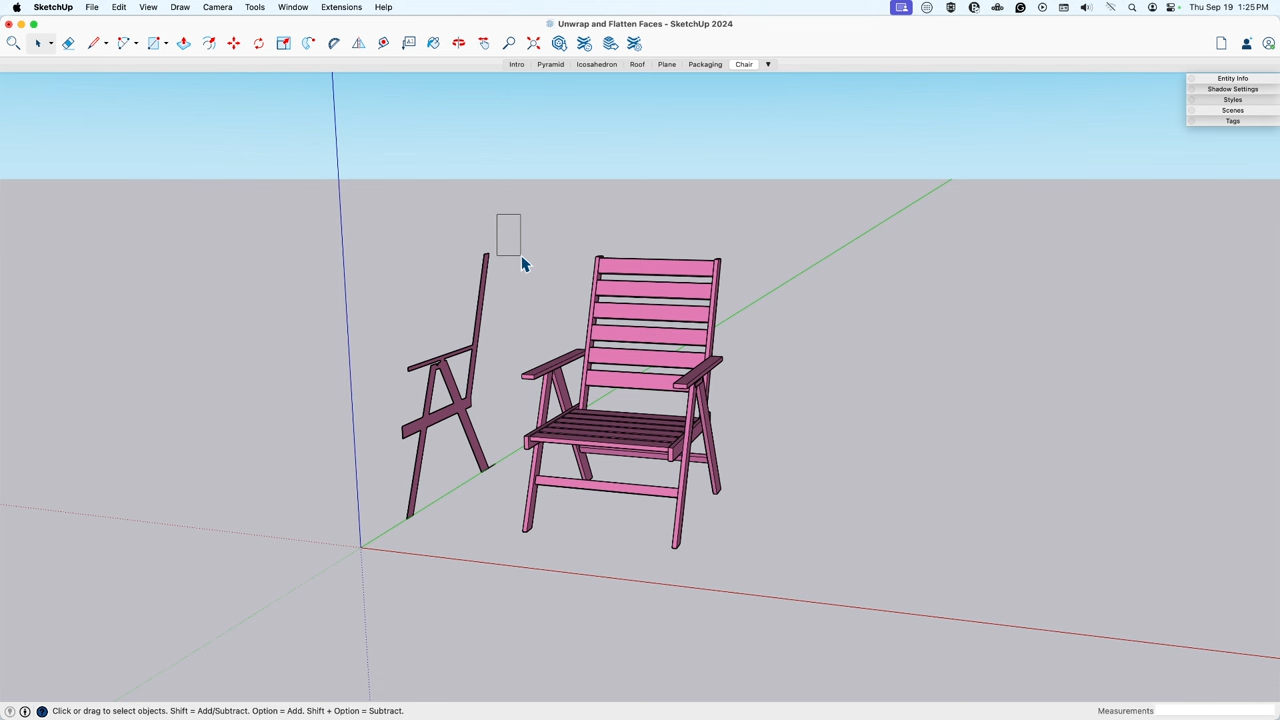 SketchUp File Edit View Draw Camera Tools Window Extensions Help Thu Sep 19 1:25 PM
Unwrap and Flatten Faces - SketchUp 2024
Intro Pyramid Icosahedron Roof Plane Packaging Chair
Entity Info
Shadow Settings
Styles
Scenes
Tags
Click or drag to select objects. Shift = Add/Subtract. Option = Add. Shift + Option = Subtract. Measurements